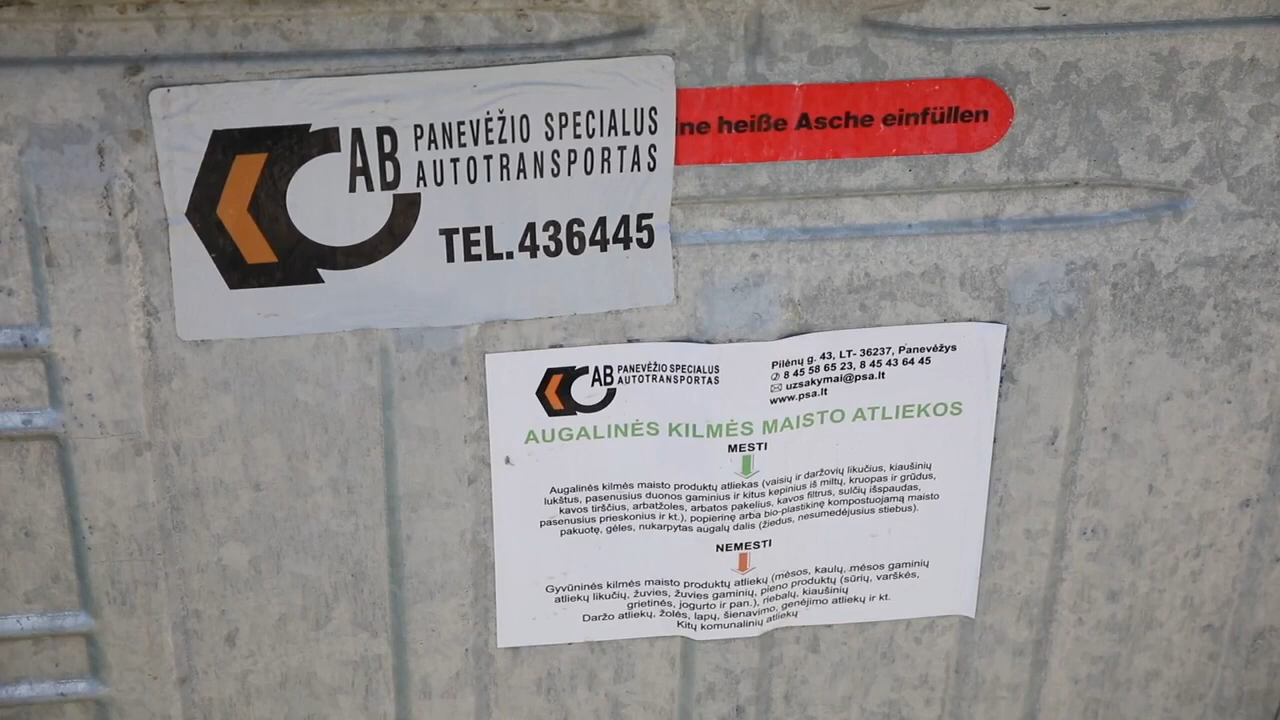 AB PANEVĖŽIO SPECIALUS
AUTOTRANSPORTAS
TEL.436445
ne heiße Asche einfüllen
AB PANEVĖŽIO SPECIALUS
AUTOTRANSPORTAS
Pilėnų g. 43, LT- 36237, Panevėžys
8 45 58 65 23, 8 45 43 64 45
uzsakymai@psa.lt
www.psa.lt
AUGALINĖS KILMĖS MAISTO ATLIEKOS
MESTI
Augalinės kilmės maisto produktų atliekas (vaisių ir daržovių likučius, kiaušinių
lukštus, pasenusius duonos gaminius ir kitus kepinius iš miltų, kruopas ir grūdus,
kavos tirščius, arbatžoles, arbatos pakelius, kavos filtrus, sulčių išspaudas,
pasenusius prieskonius ir kt.), popierinę arba bio-plastikinę kompostuojamą maisto
pakuotę, gėles, nukarpytas augalų dalis (žiedus, nesumedėjusius stiebus).
NEMESTI
Gyvūninės kilmės maisto produktų atliekų (mėsos, kaulų, mėsos gaminių
atliekų likučių, žuvies, žuvies gaminių, pieno produktų (sūrių, varškės,
grietinės, jogurto ir pan.), riebalų, kiaušinių
Daržo atliekų, žolės, lapų, šienavimo, genėjimo atliekų ir kt.
Kitų komunalinių atliekų